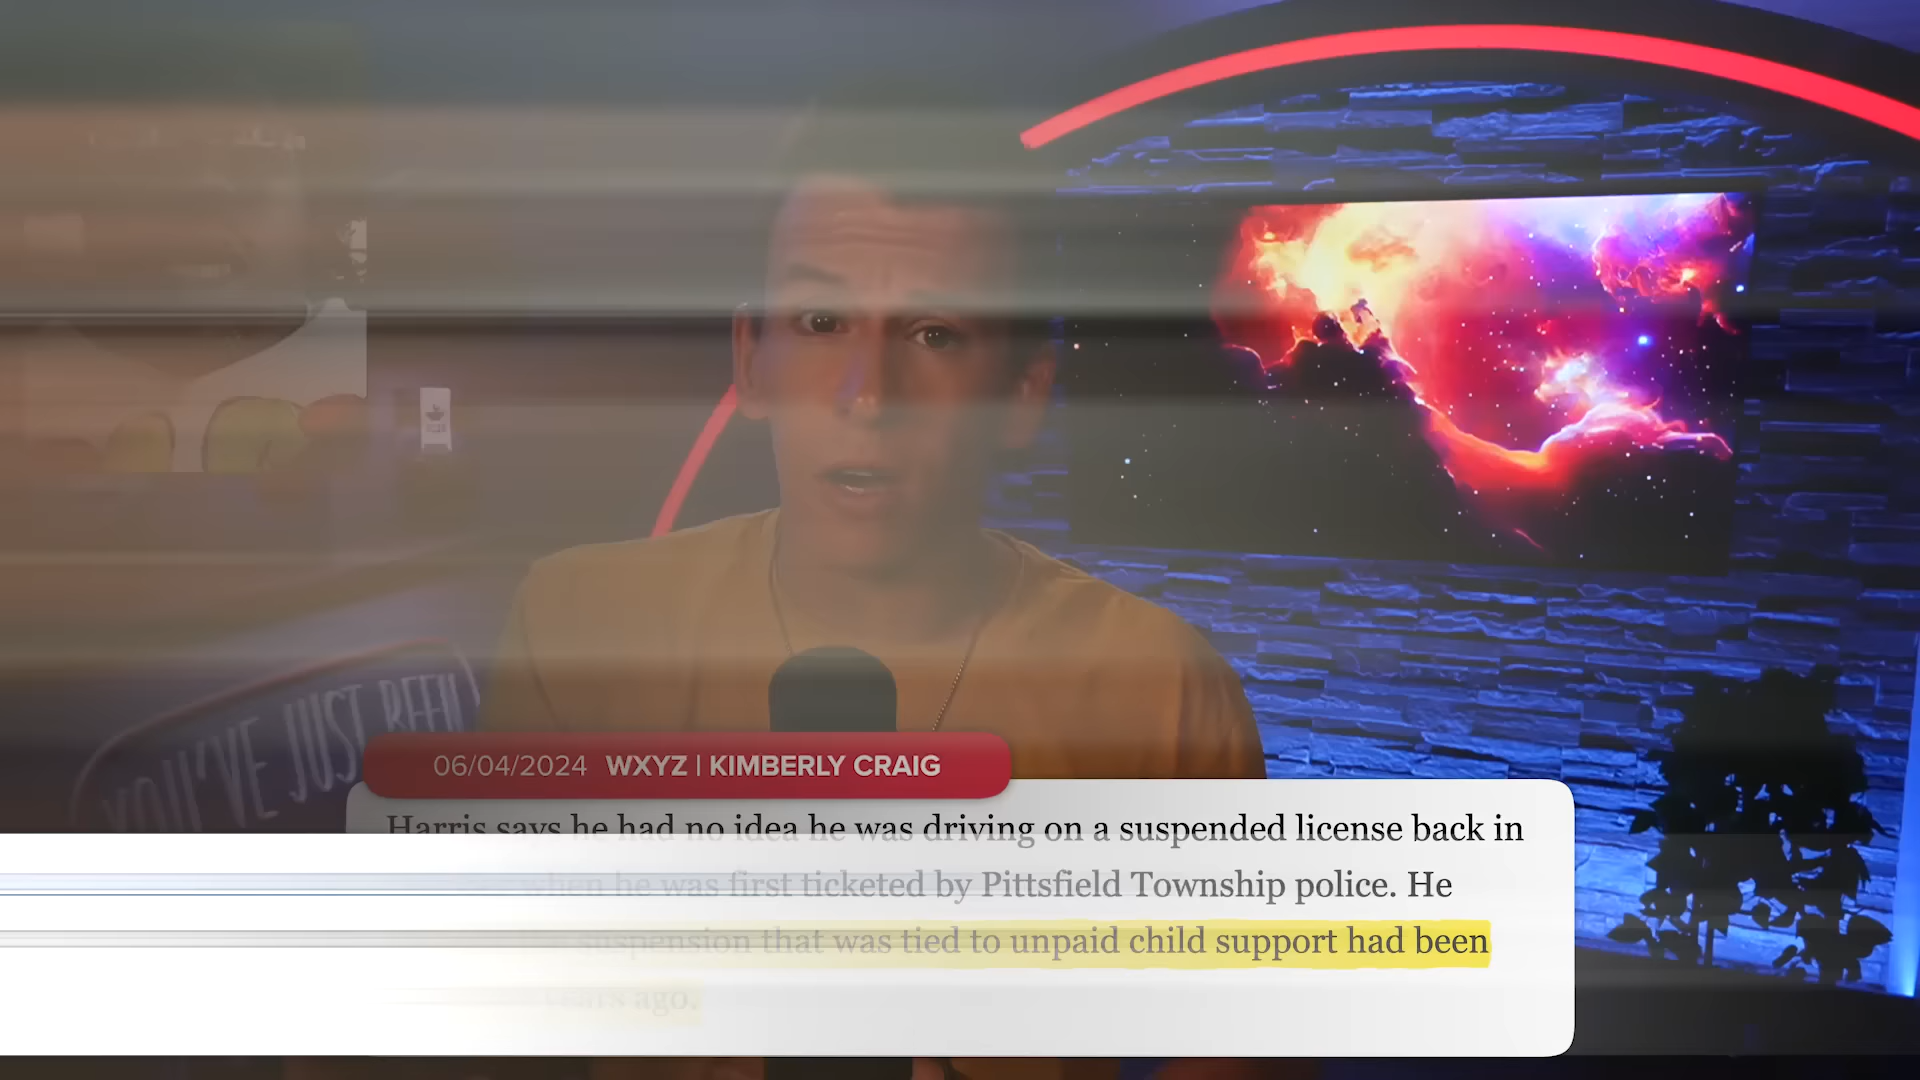 YOU'VE JUST BEEN
06/04/2024 WXYZ | KIMBERLY CRAIG
Harris says he had no idea he was driving on a suspended license back in
when he was first ticketed by Pittsfield Township police. He
suspension that was tied to unpaid child support had been
years ago.